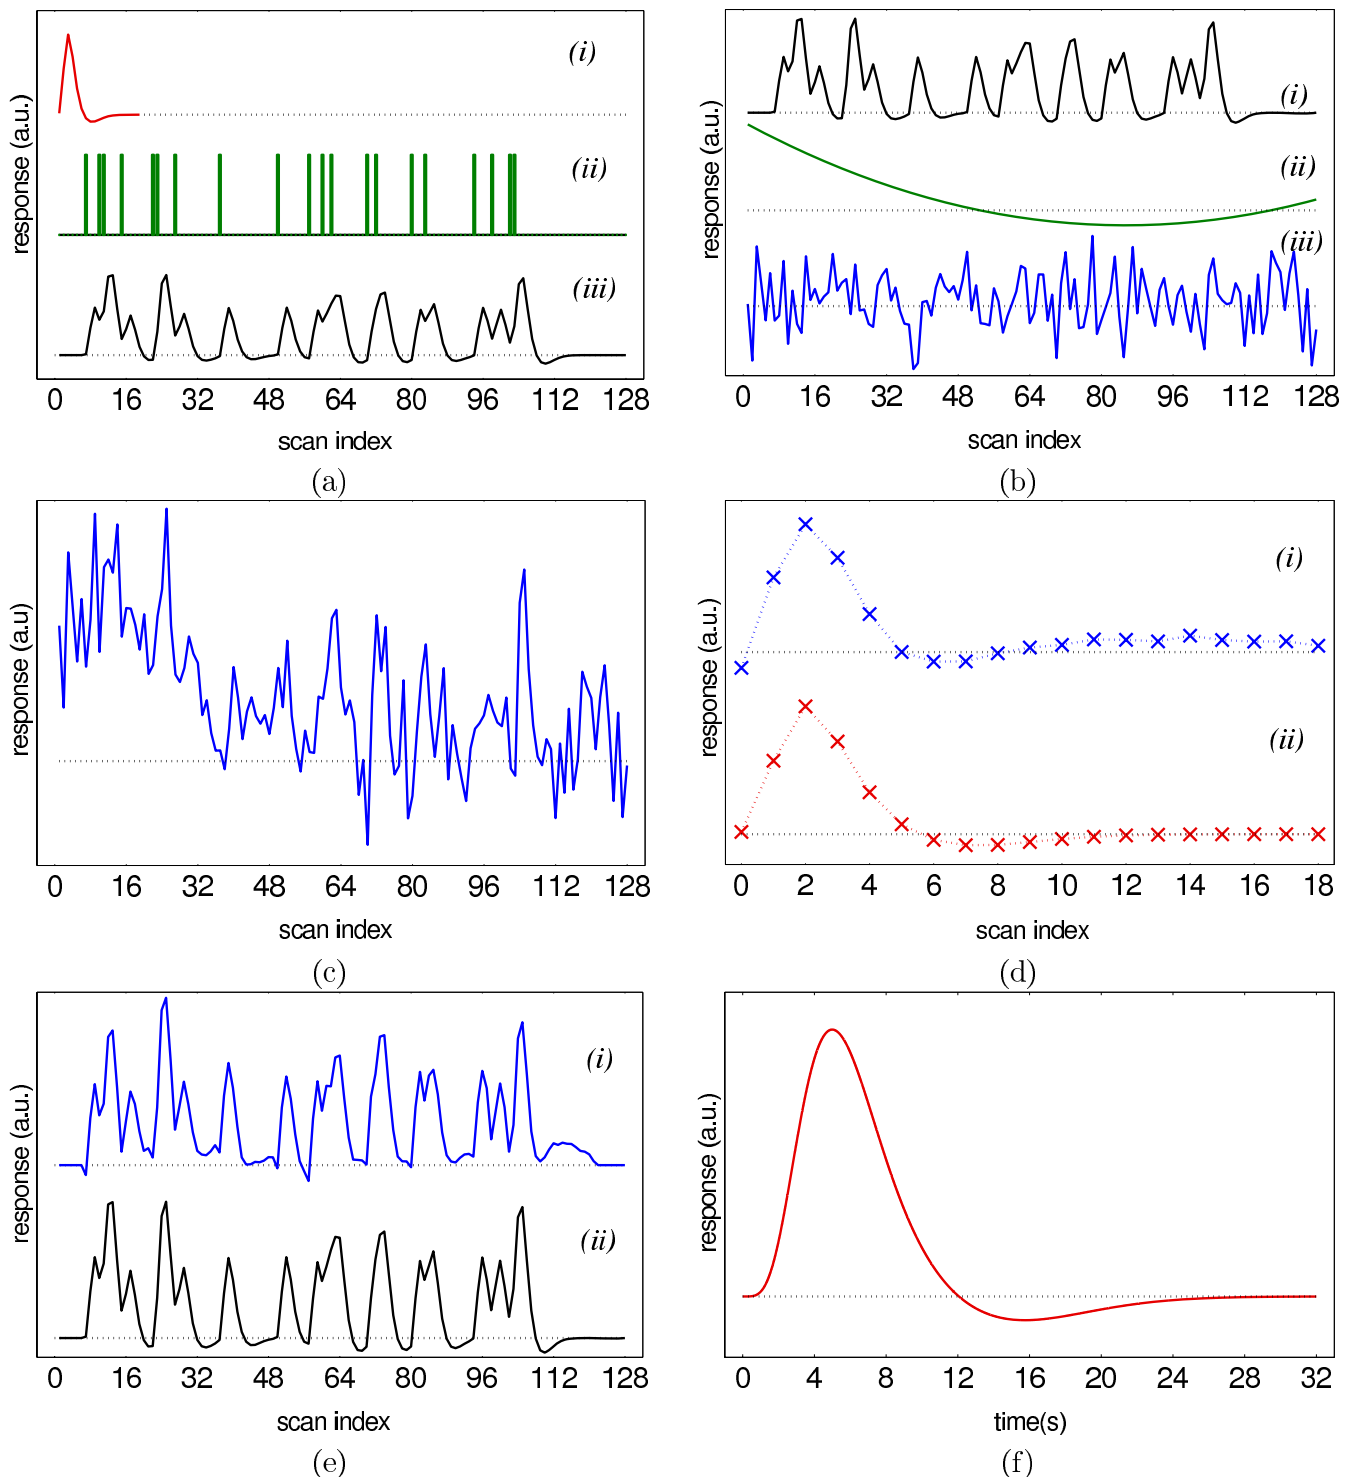 (i)
(ii)
(iii)
response (a.u.)
0 16 32 48 64 80 96 112 128
scan index
(a)
(i)
(ii)
(iii)
response (a.u.)
0 16 32 48 64 80 96 112 128
scan index
(b)
response (a.u)
0 16 32 48 64 80 96 112 128
scan index
(c)
(i)
(ii)
response (a.u.)
0 2 4 6 8 10 12 14 16 18
scan index
(d)
(i)
(ii)
response (a.u.)
0 16 32 48 64 80 96 112 128
scan index
(e)
response (a.u.)
0 4 8 12 16 20 24 28 32
time(s)
(f)